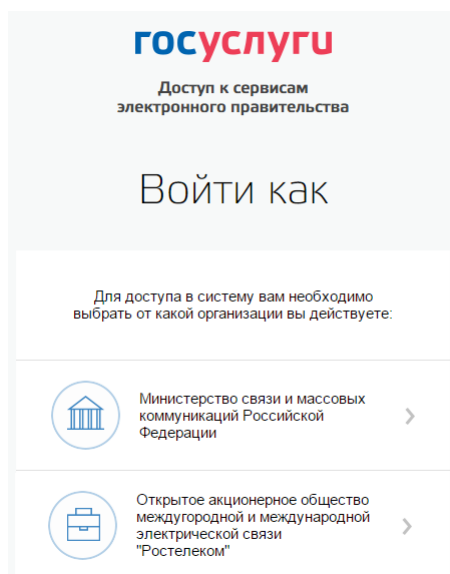 госуслуги
Доступ к сервисам
электронного правительства
Войти как
Для доступа в систему вам необходимо
выбрать от какой организации вы действуете:
Министерство связи и массовых
коммуникаций Российской
Федерации
Открытое акционерное общество
междугородной и международной
электрической связи
"Ростелеком"